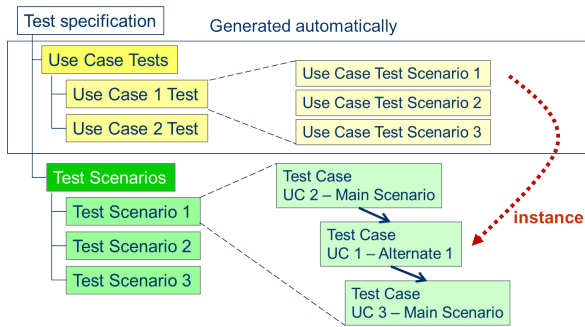 Test specification
Generated automatically
Use Case Tests
Use Case 1 Test
Use Case 2 Test
Use Case Test Scenario 1
Use Case Test Scenario 2
Use Case Test Scenario 3
Test Scenarios
Test Scenario 1
Test Scenario 2
Test Scenario 3
Test Case
UC 2 – Main Scenario
Test Case
UC 1 – Alternate 1
Test Case
UC 3 – Main Scenario
instance